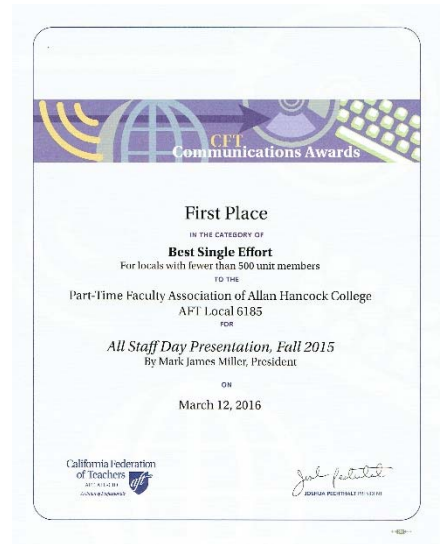 CFT
Communications Awards
First Place
IN THE CATEGORY OF
Best Single Effort
For locals with fewer than 500 unit members
TO THE
Part-Time Faculty Association of Allan Hancock College
AFT Local 6185
FOR
All Staff Day Presentation, Fall 2015
By Mark James Miller, President
ON
March 12, 2016
California Federation
of Teachers
aft
JOSHUA